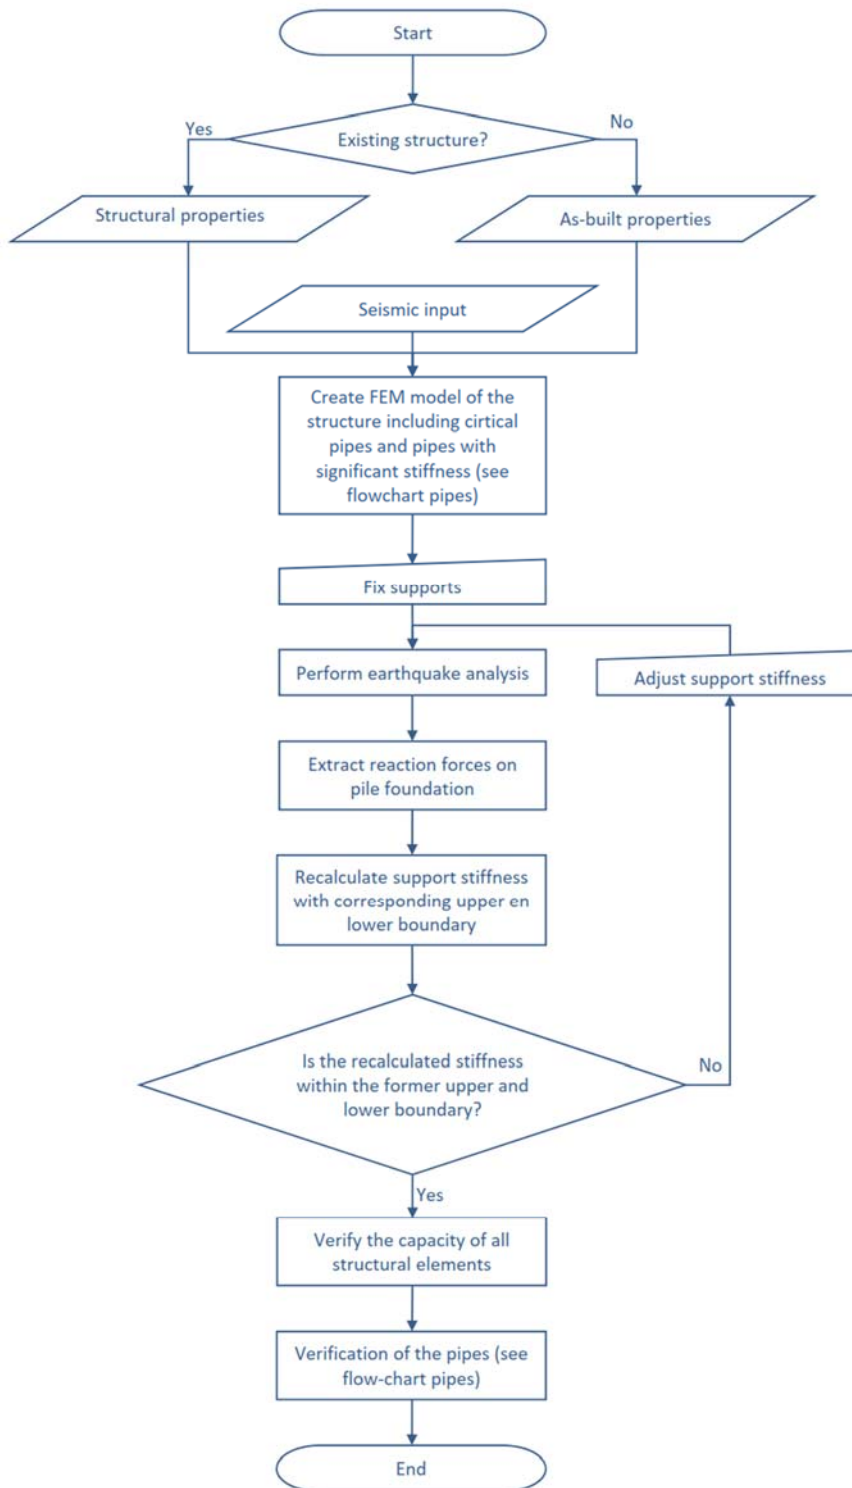 Start
Yes
No
Existing structure?
Structural properties
As-built properties
Seismic input
Create FEM model of the
structure including cirtical
pipes and pipes with
significant stiffness (see
flowchart pipes)
Fix supports
Perform earthquake analysis
Adjust support stiffness
Extract reaction forces on
pile foundation
Recalculate support stiffness
with corresponding upper en
lower boundary
Is the recalculated stiffness
within the former upper and
lower boundary?
No
Yes
Verify the capacity of all
structural elements
Verification of the pipes (see
flow-chart pipes)
End